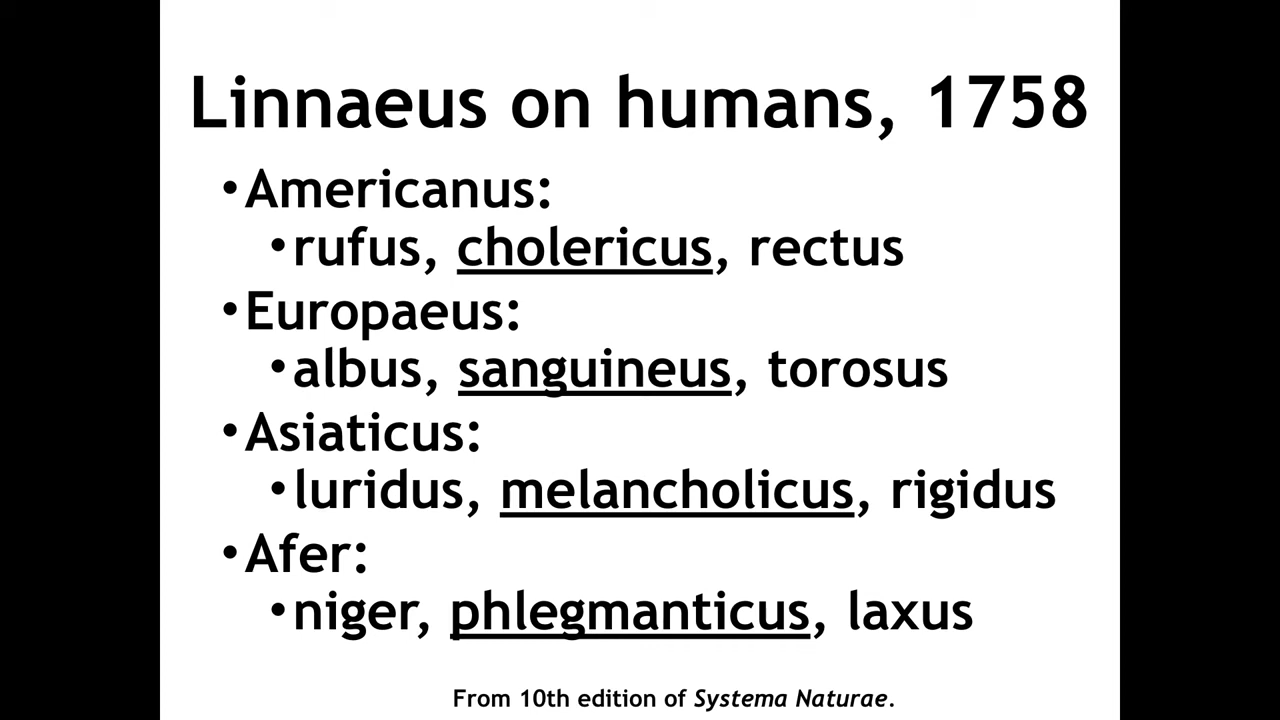 Linnaeus on humans, 1758
•Americanus:
•rufus, cholericus, rectus
•Europaeus:
•albus, sanguineus, torosus
•Asiaticus:
•luridus, melancholicus, rigidus
•Afer:
•niger, phlegmanticus, laxus
From 10th edition of Systema Naturae.